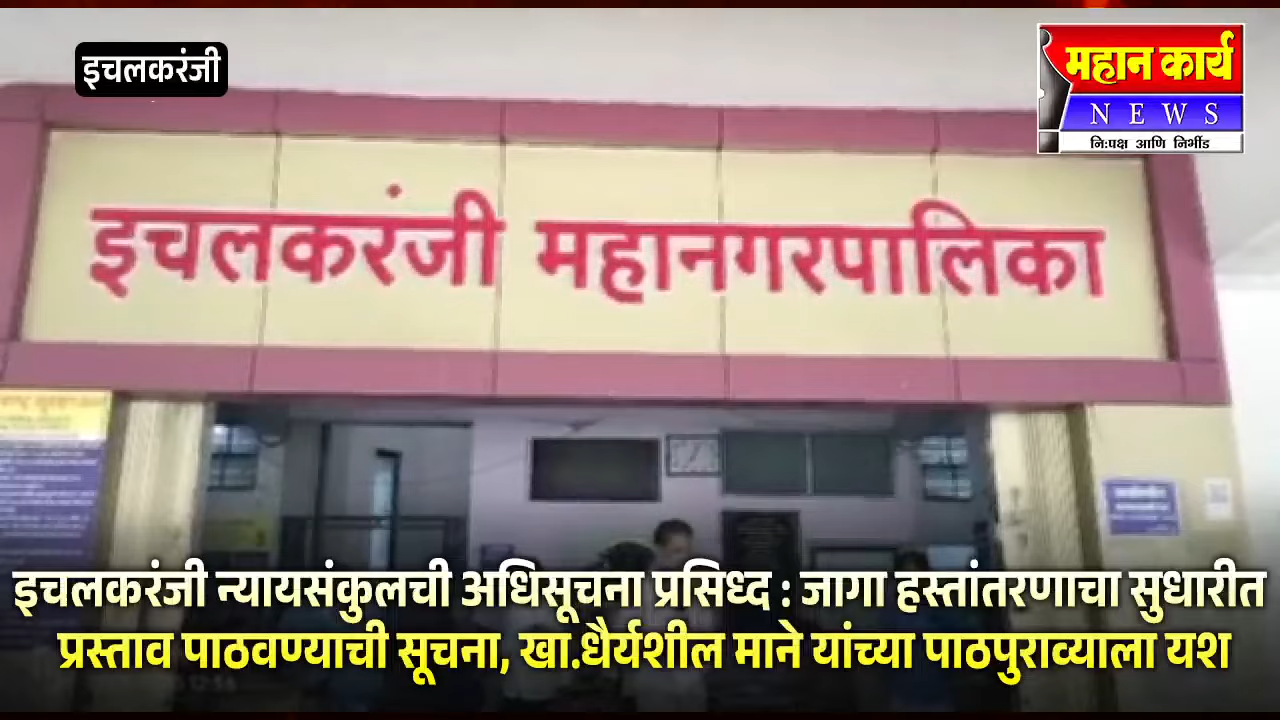 इचलकरंजी
महान कार्य
NEWS
नि:पक्ष आणि निर्भीड
इचलकरंजी महानगरपालिका
इचलकरंजी न्यायसंकुलची अधिसूचना प्रसिध्द : जागा हस्तांतरणाचा सुधारीत
प्रस्ताव पाठवण्याची सूचना, खा.धैर्यशील माने यांच्या पाठपुराव्याला यश